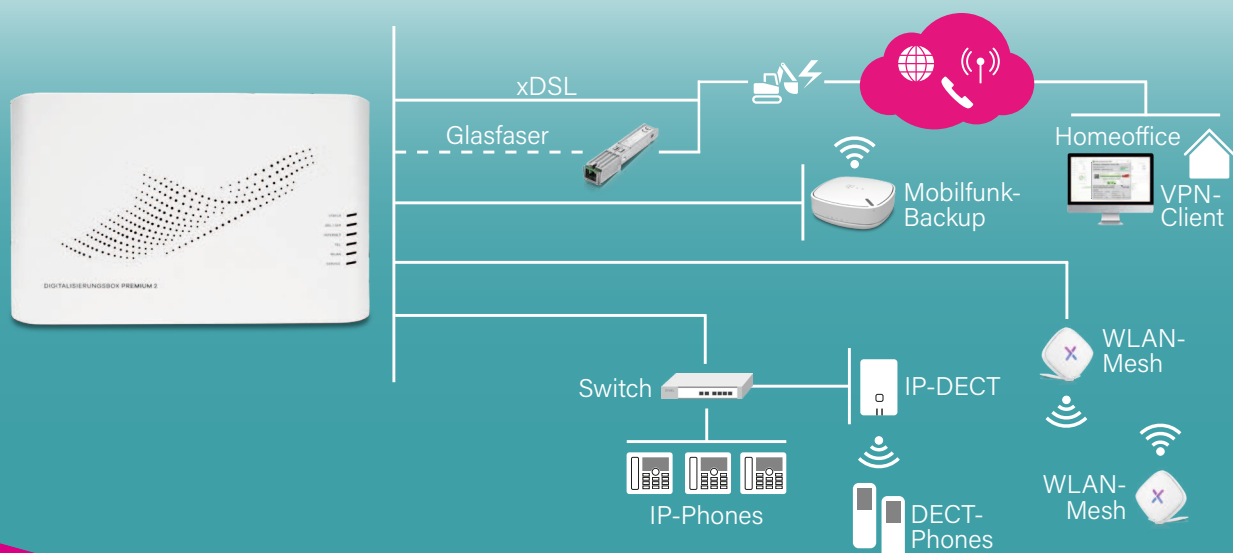 xDSL
Glasfaser
Mobilfunk-
Backup
Homeoffice
VPN-
Client
DIGITALISIERUNGSBOX PREMIUM 2
WLAN-
Mesh
Switch
IP-DECT
IP-Phones
DECT-
Phones
WLAN-
Mesh